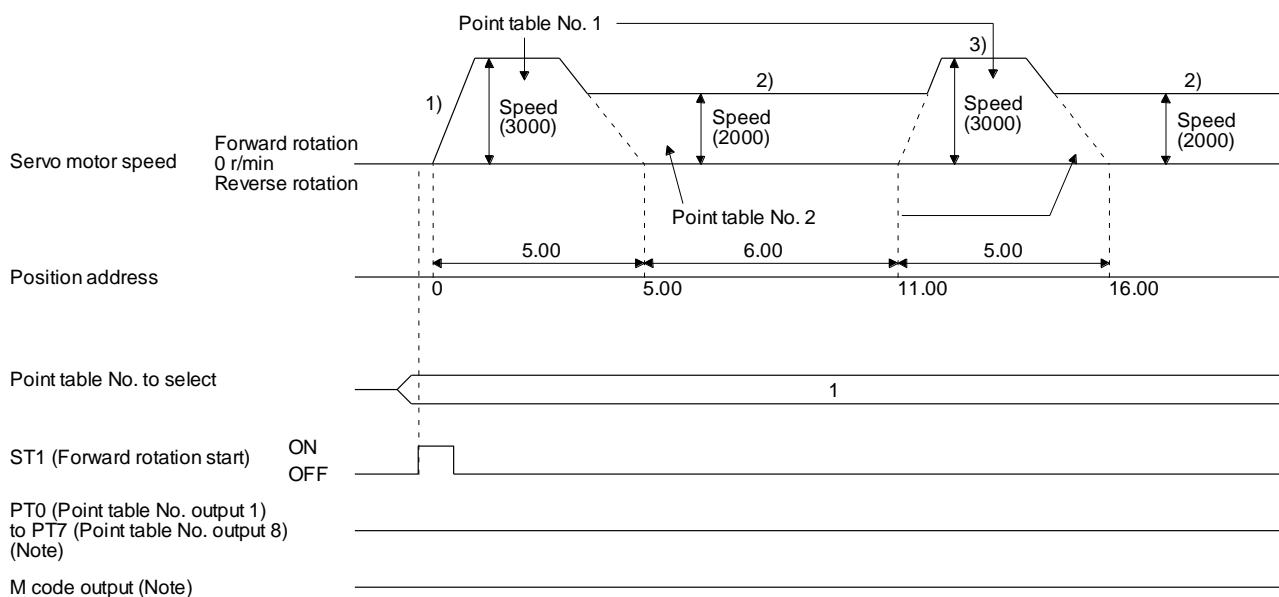 Point table No. 1
3)
1)
2)
2)
Speed
(3000)
Speed
(2000)
Speed
(3000)
Speed
(2000)
Servo motor speed
Forward rotation
0 r/min
Reverse rotation
Point table No. 2
5.00
6.00
5.00
Position address
0
5.00
11.00
16.00
Point table No. to select
1
ST1 (Forward rotation start)
ON
OFF
PT0 (Point table No. output 1)
to PT7 (Point table No. output 8)
(Note)
M code output (Note)